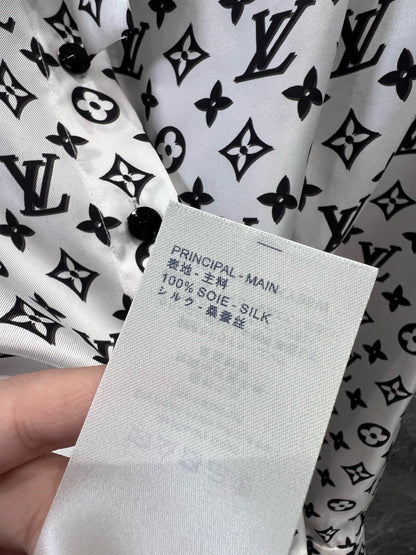 PRINCIPAL - MAIN
表地 - 主料
100% SOIE - SILK
シルク - 桑蚕丝